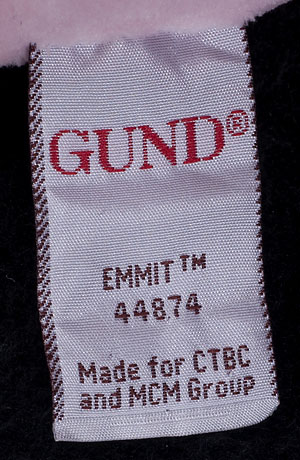 GUND®
EMMIT™
44874
Made for CTBC
and MCM Group